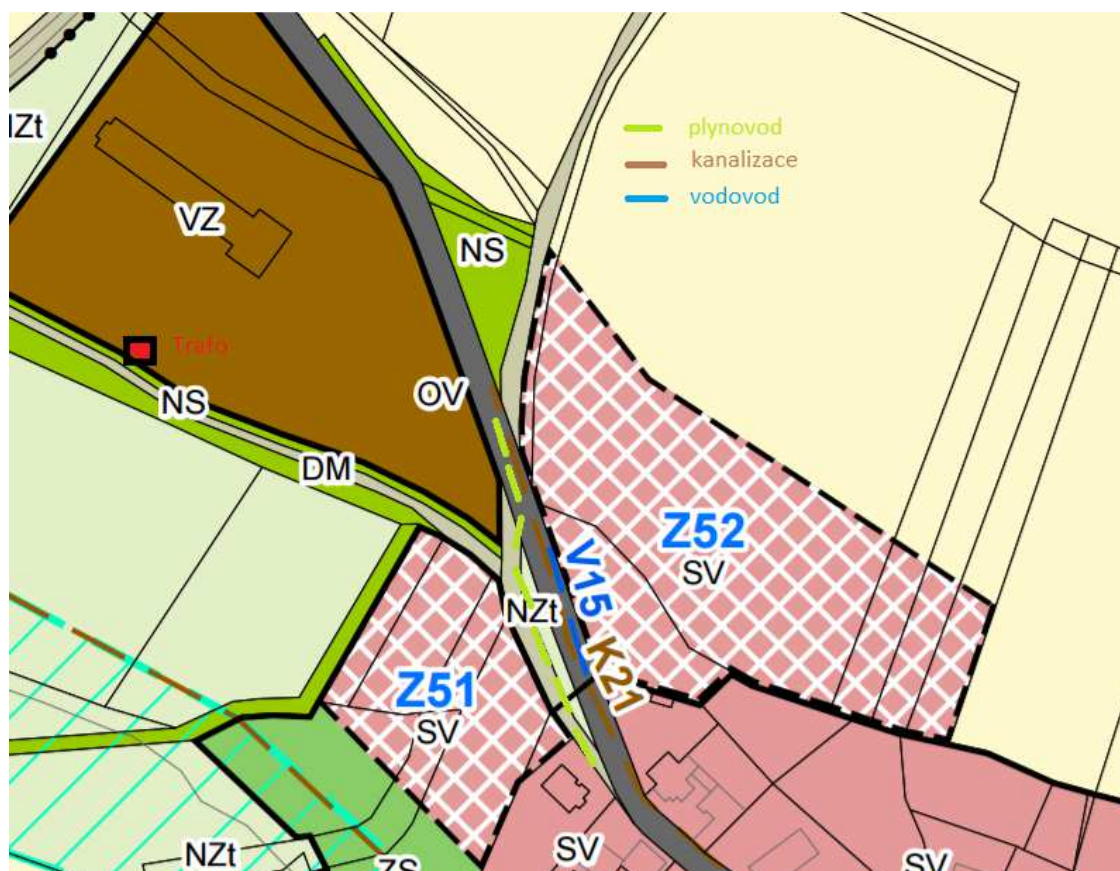 plynovod
kanalizace
vodovod
NZt
VZ
NS
Trafo
OV
NS
DM
Z52
SV
V15
NZt
K21
Z51
SV
NZt
ZS
SV
SV